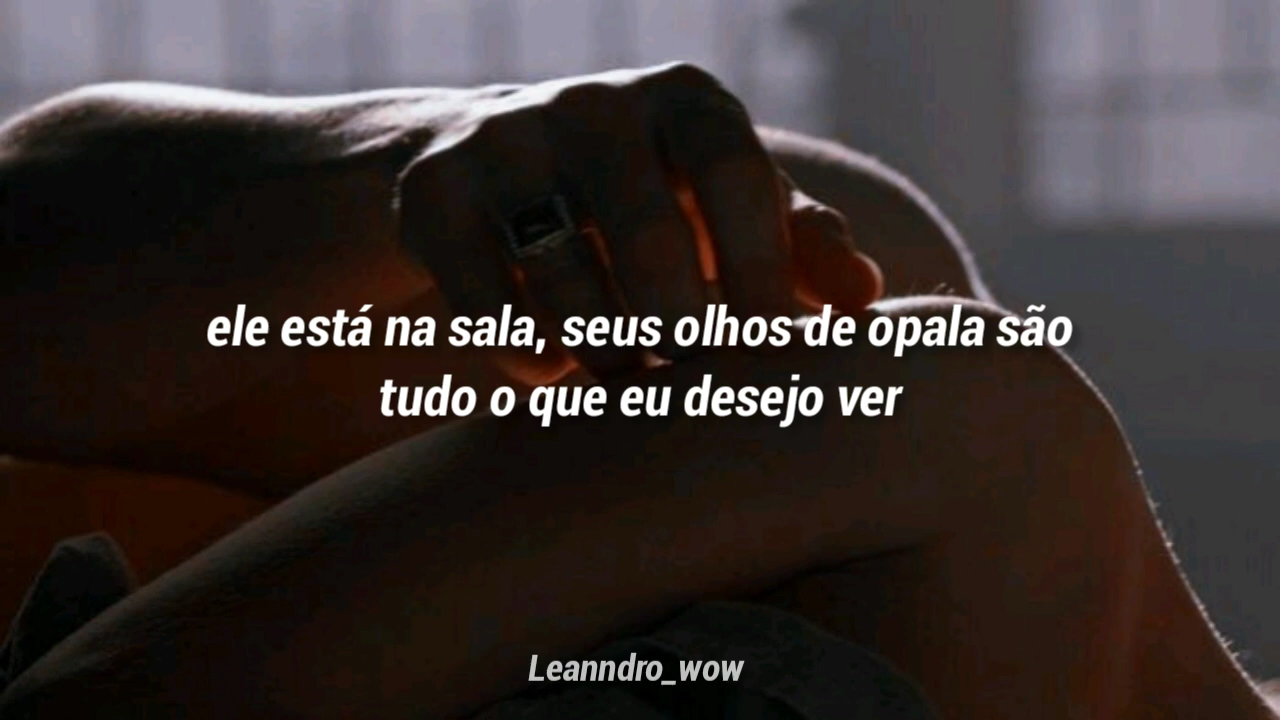 ele está na sala, seus olhos de opala são
tudo o que eu desejo ver
Leanndro_wow